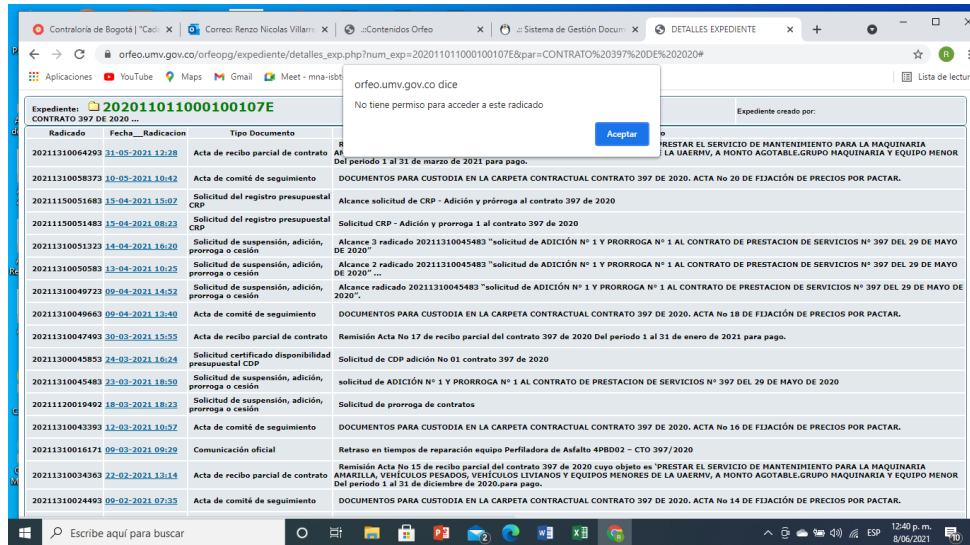 Contraloría de Bogotá | "Cada
Correo: Renzo Nicolas Villarre
.::Contenidos Orfeo
.:: Sistema de Gestión Docum
DETALLES EXPEDIENTE
orfeo.umv.gov.co/orfeopg/expediente/detalles_exp.php?num_exp=202011011000100107E&par=CONTRATO%20397%20DE%202020#
R
Aplicaciones YouTube Maps Gmail Meet - mna-isbt
Lista de lectur
orfeo.umv.gov.co dice
No tiene permiso para acceder a este radicado
Aceptar
Expediente: 202011011000100107E
CONTRATO 397 DE 2020 ...
Expediente creado por:
Radicado Fecha__Radicacion Tipo Documento
20211310064293 31-05-2021 12:28 Acta de recibo parcial de contrato
PRESTAR EL SERVICIO DE MANTENIMIENTO PARA LA MAQUINARIA
LA UAERMV, A MONTO AGOTABLE.GRUPO MAQUINARIA Y EQUIPO MENOR
Del periodo 1 al 31 de marzo de 2021 para pago.
20211310058373 10-05-2021 10:42 Acta de comité de seguimiento DOCUMENTOS PARA CUSTODIA EN LA CARPETA CONTRACTUAL CONTRATO 397 DE 2020. ACTA No 20 DE FIJACIÓN DE PRECIOS POR PACTAR.
20211150051683 15-04-2021 15:07 Solicitud del registro presupuestal CRP Alcance solicitud de CRP - Adición y prórroga al contrato 397 de 2020
20211150051483 15-04-2021 08:23 Solicitud del registro presupuestal CRP Solicitud CRP - Adición y prorroga 1 al contrato 397 de 2020
20211310051323 14-04-2021 16:20 Solicitud de suspensión, adición, prorroga o cesión Alcance 3 radicado 20211310045483 "solicitud de ADICIÓN Nº 1 Y PRORROGA Nº 1 AL CONTRATO DE PRESTACION DE SERVICIOS Nº 397 DEL 29 DE MAYO
DE 2020"
20211310050583 13-04-2021 10:25 Solicitud de suspensión, adición, prorroga o cesión Alcance 2 radicado 20211310045483 "solicitud de ADICIÓN Nº 1 Y PRORROGA Nº 1 AL CONTRATO DE PRESTACION DE SERVICIOS Nº 397 DEL 29 DE MAYO
DE 2020" ...
20211310049723 09-04-2021 14:52 Solicitud de suspensión, adición, prorroga o cesión Alcance radicado 20211310045483 "solicitud de ADICIÓN Nº 1 Y PRORROGA Nº 1 AL CONTRATO DE PRESTACION DE SERVICIOS Nº 397 DEL 29 DE MAYO DE
2020".
20211310049663 09-04-2021 13:40 Acta de comité de seguimiento DOCUMENTOS PARA CUSTODIA EN LA CARPETA CONTRACTUAL CONTRATO 397 DE 2020. ACTA No 18 DE FIJACIÓN DE PRECIOS POR PACTAR.
20211310047493 30-03-2021 15:55 Acta de recibo parcial de contrato Remisión Acta No 17 de recibo parcial del contrato 397 de 2020 Del periodo 1 al 31 de enero de 2021 para pago.
20211300045853 24-03-2021 16:24 Solicitud certificado disponibilidad presupuestal CDP Solicitud de CDP adición No 01 contrato 397 de 2020
20211310045483 23-03-2021 18:50 Solicitud de suspensión, adición, prorroga o cesión solicitud de ADICIÓN Nº 1 Y PRORROGA Nº 1 AL CONTRATO DE PRESTACION DE SERVICIOS Nº 397 DEL 29 DE MAYO DE 2020
20211120019492 18-03-2021 18:23 Solicitud de suspensión, adición, prorroga o cesión Solicitud de prorroga de contratos
20211310043393 12-03-2021 10:57 Acta de comité de seguimiento DOCUMENTOS PARA CUSTODIA EN LA CARPETA CONTRACTUAL CONTRATO 397 DE 2020. ACTA No 16 DE FIJACIÓN DE PRECIOS POR PACTAR.
20211310016171 09-03-2021 09:29 Comunicación oficial Retraso en tiempos de reparación equipo Perfiladora de Asfalto 4PBD02 – CTO 397/2020
20211310034363 22-02-2021 13:14 Acta de recibo parcial de contrato Remisión Acta No 15 de recibo parcial del contrato 397 de 2020 cuyo objeto es 'PRESTAR EL SERVICIO DE MANTENIMIENTO PARA LA MAQUINARIA
AMARILLA, VEHÍCULOS PESADOS, VEHÍCULOS LIVIANOS Y EQUIPOS MENORES DE LA UAERMV, A MONTO AGOTABLE.GRUPO MAQUINARIA Y EQUIPO MENOR
Del periodo 1 al 31 de diciembre de 2020.para pago.
20211310024493 09-02-2021 07:35 Acta de comité de seguimiento DOCUMENTOS PARA CUSTODIA EN LA CARPETA CONTRACTUAL CONTRATO 397 DE 2020. ACTA No 14 DE FIJACIÓN DE PRECIOS POR PACTAR.
Escribe aquí para buscar
ESP
12:40 p. m.
8/06/2021